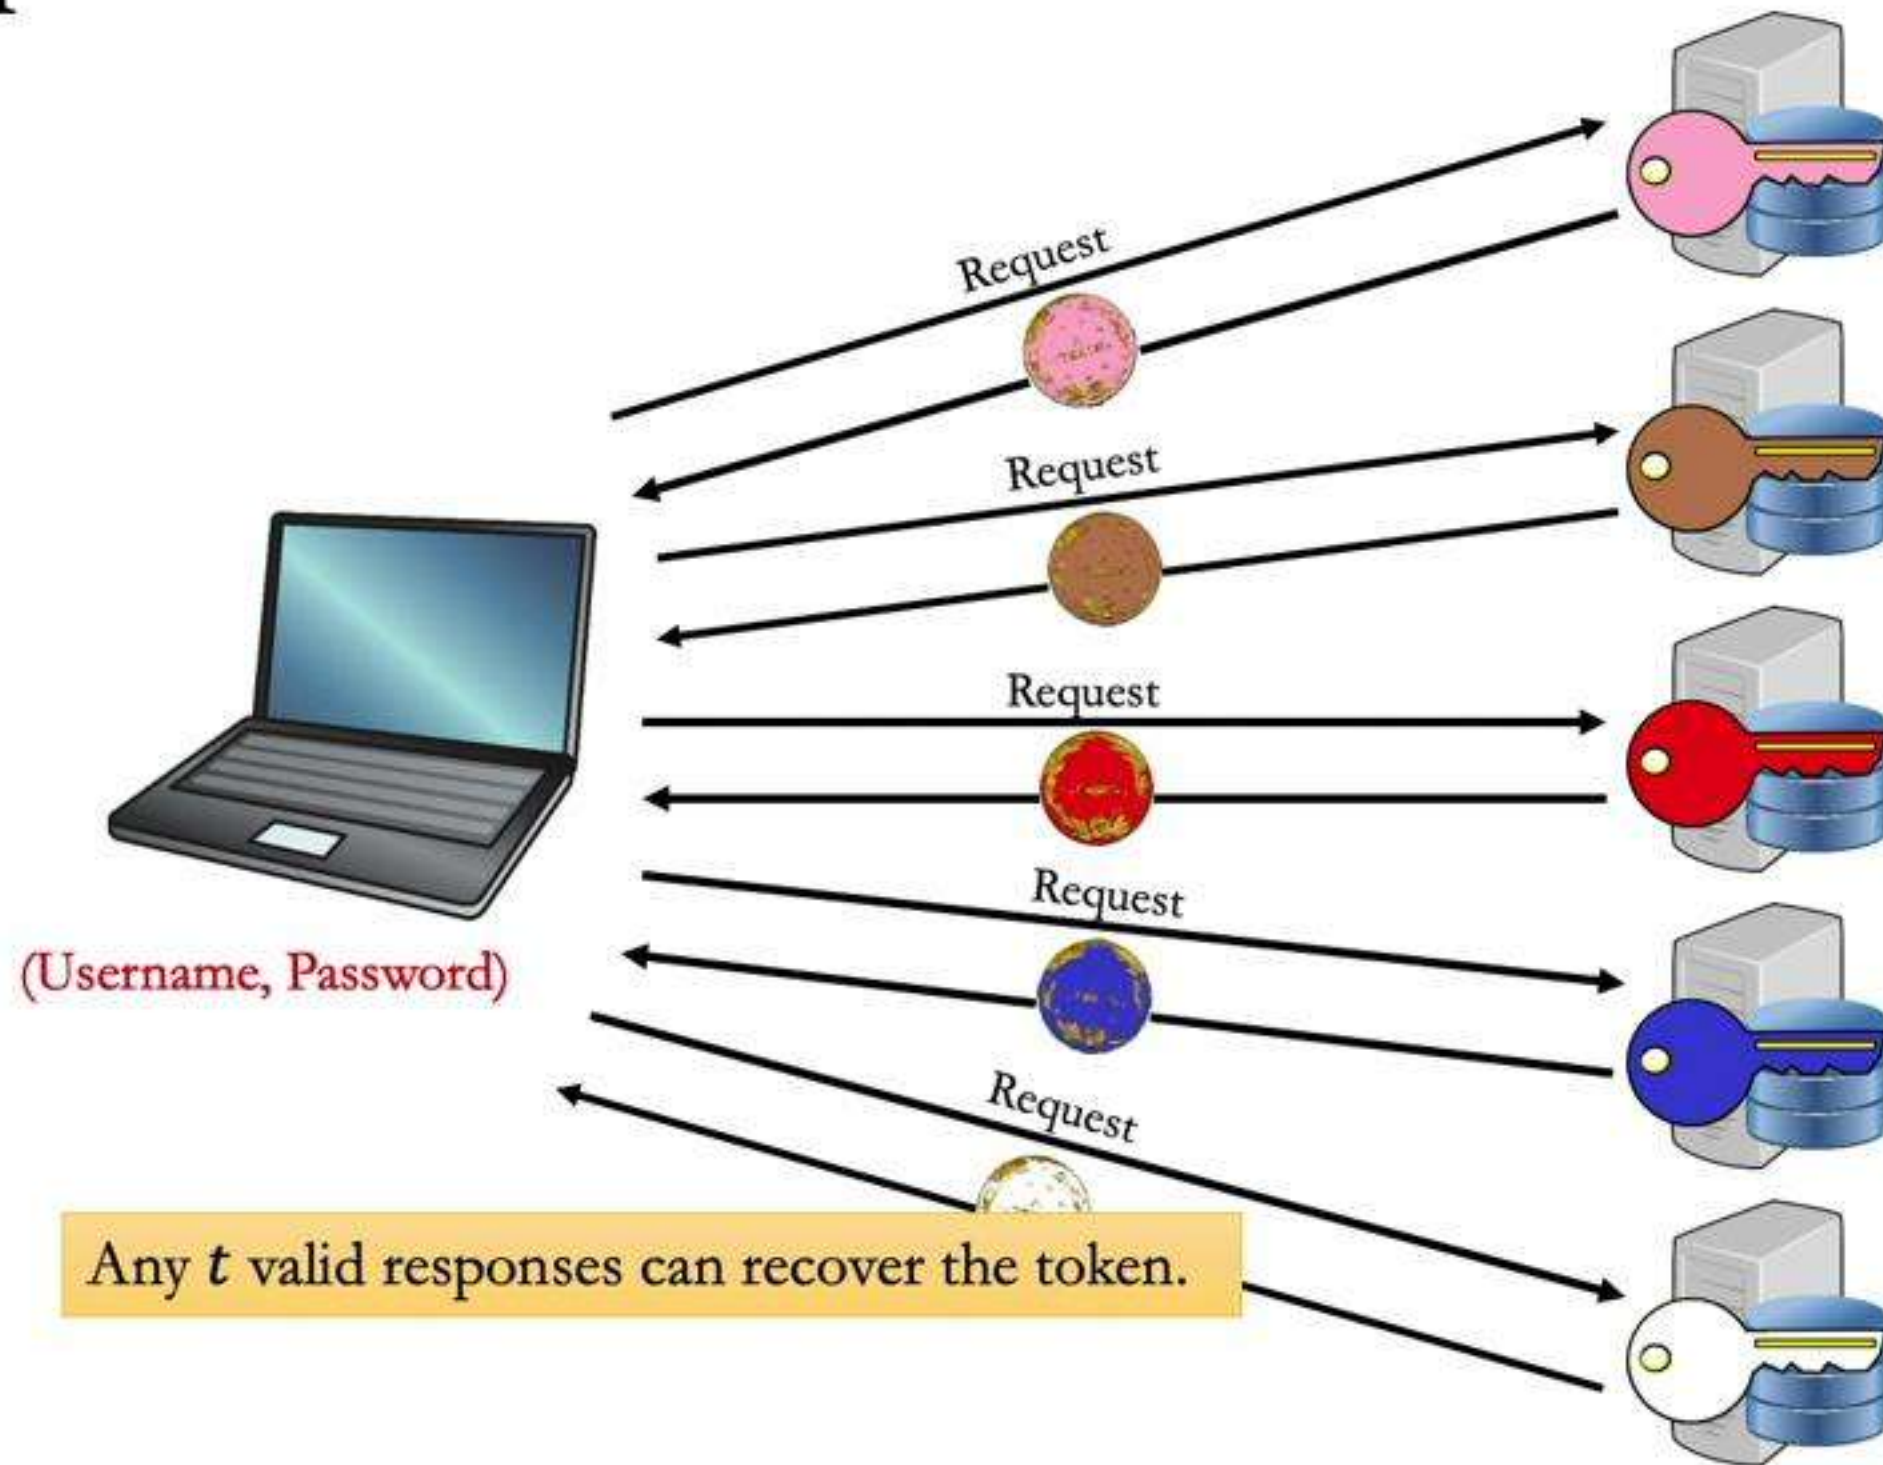 Request
Request
Request
Request
(Username, Password)
Request
Any t valid responses can recover the token.